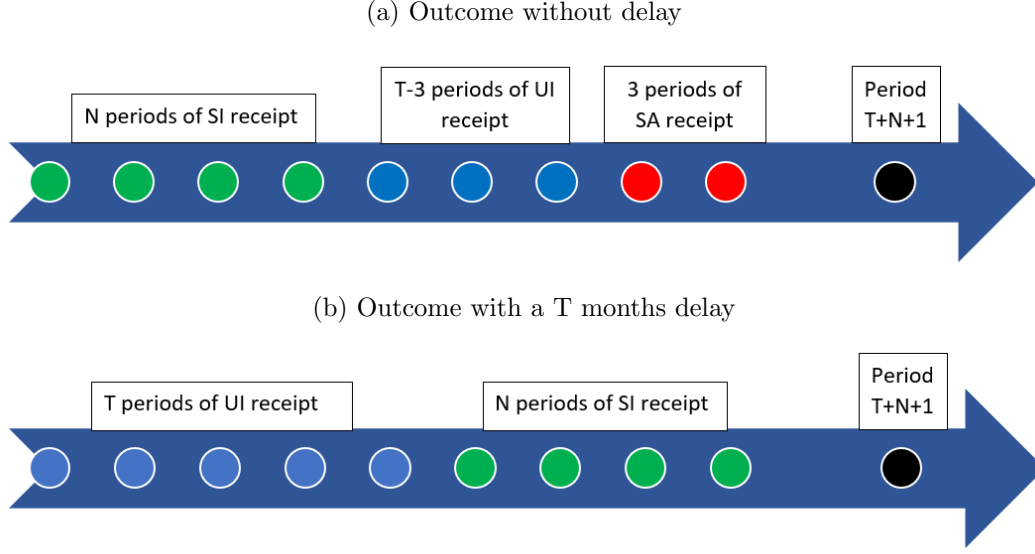 (a) Outcome without delay
N periods of SI receipt
T-3 periods of UI
receipt
3 periods of
SA receipt
Period
T+N+1
(b) Outcome with a T months delay
T periods of UI receipt
N periods of SI receipt
Period
T+N+1